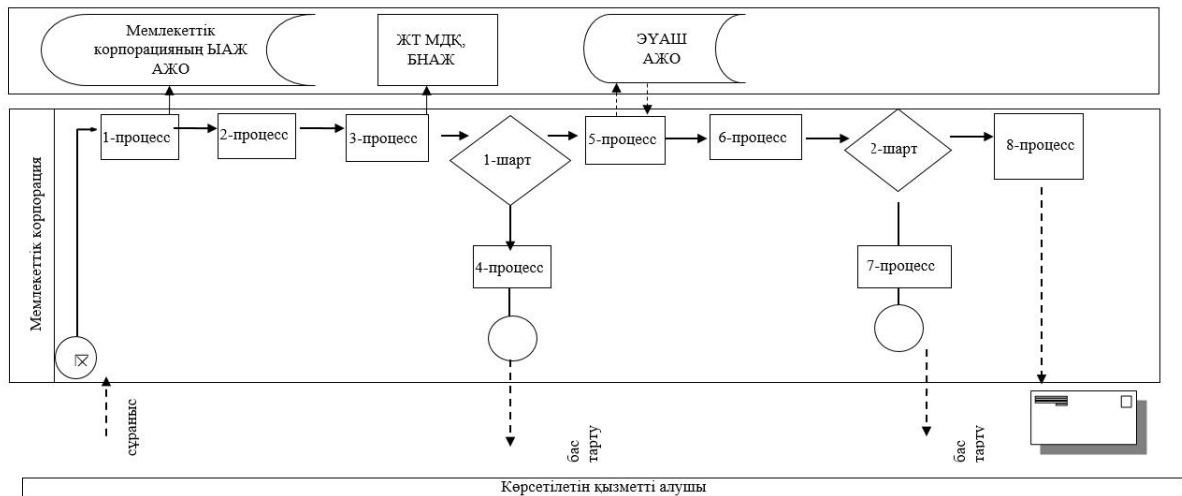 Мемлекеттік
корпорацияның ЫАЖ
АЖО
ЖТ МДҚ,
БНАЖ
ЭҮАШ
АЖО
Мемлекеттік корпорация
1-процесс
2-процесс
3-процесс
1-шарт
5-процесс
6-процесс
2-шарт
8-процесс
4-процесс
7-процесс
сұраныс
бас
тарту
бас
тарту
Көрсетілетін қызметті алушы